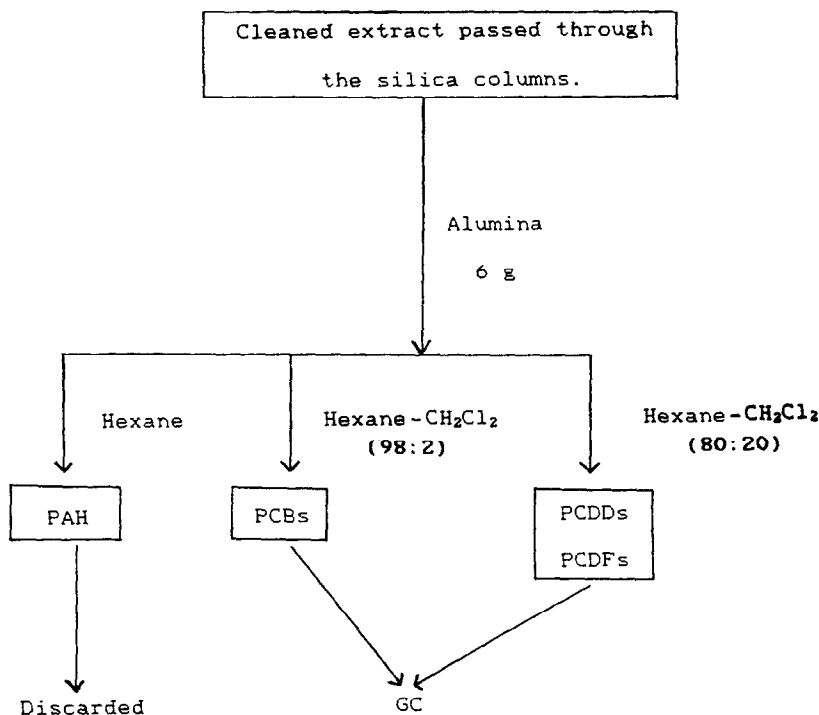 Cleaned extract passed through
the silica columns.
Alumina
6 g
Hexane
Hexane-CH₂Cl₂
(98:2)
Hexane-CH₂Cl₂
(80:20)
PAH
PCBs
PCDDs
PCDFs
Discarded
GC